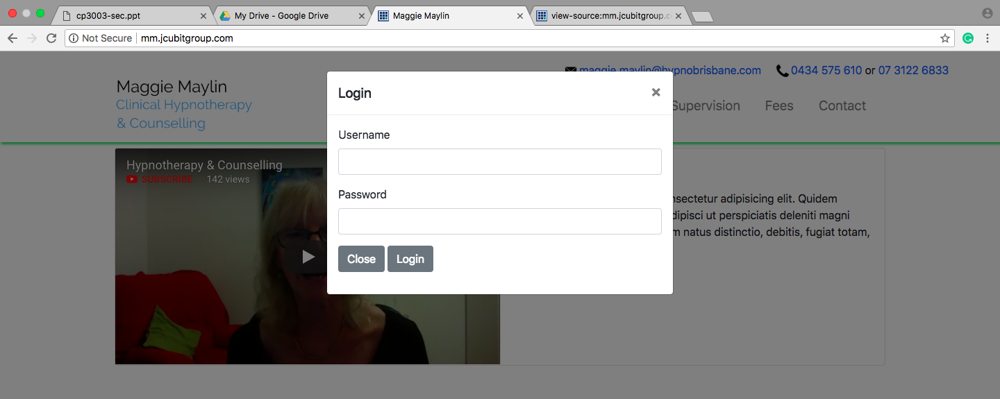 cp3003-sec.ppt
My Drive - Google Drive
Maggie Maylin
view-source:mm.jcubitgroup.c
Not Secure
mm.jcubitgroup.com
maggie.maylin@hypnobrisbane.com
0434 575 610 or 07 3122 6833
Maggie Maylin
Clinical Hypnotherapy
& Counselling
Supervision
Fees
Contact
Login
×
Username
Password
Close
Login
Hypnotherapy & Counselling
SUBSCRIBE
142 views
adipisicing elit. Quidem
ut perspiciatis deleniti magni
natus distinctio, debitis, fugiat totam,